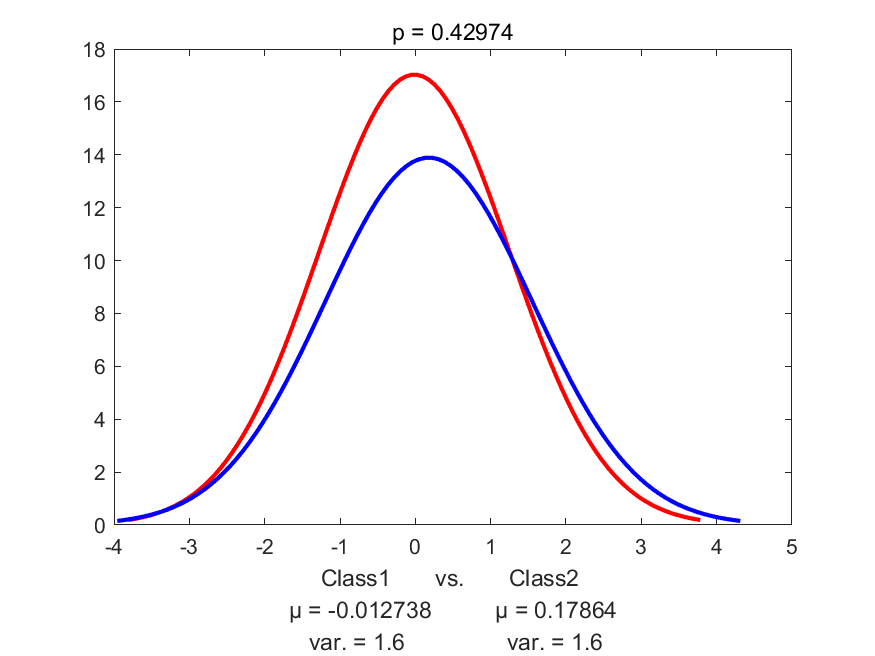 p = 0.42974
18
16
14
12
10
8
6
4
2
0
-4 -3 -2 -1 0 1 2 3 4 5
Class1 vs. Class2
μ = -0.012738 μ = 0.17864
var. = 1.6 var. = 1.6